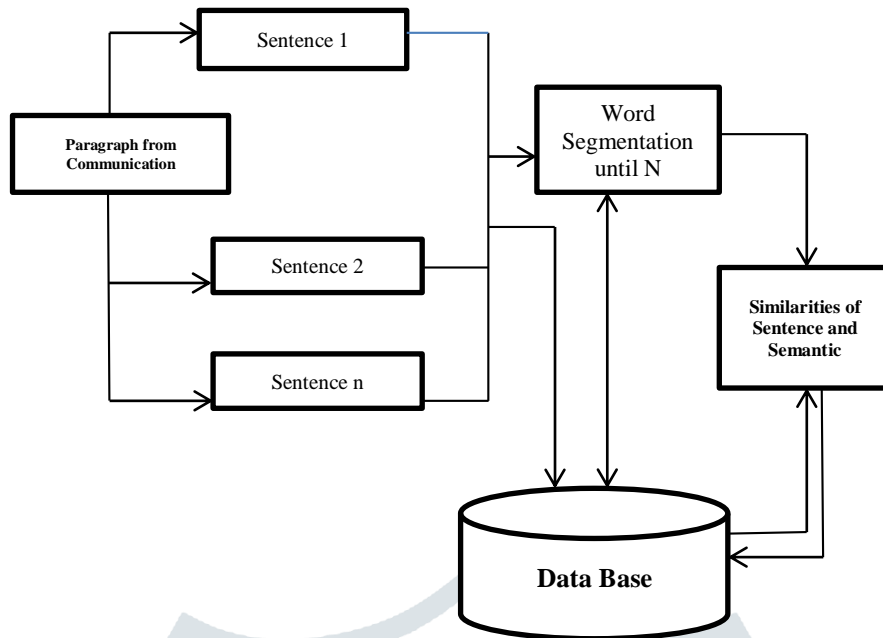 Sentence 1
Paragraph from
Communication
Word
Segmentation
until N
Sentence 2
Similarities of
Sentence and
Semantic
Sentence n
Data Base